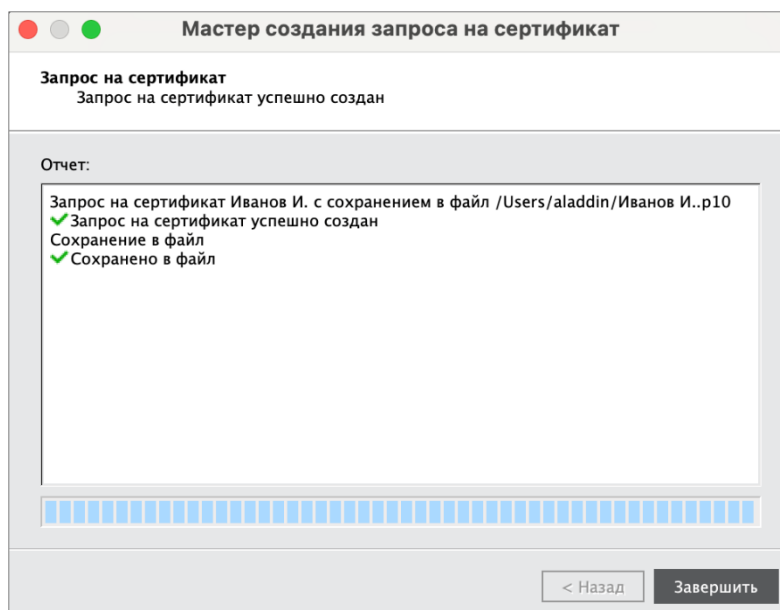 Мастер создания запроса на сертификат
Запрос на сертификат
Запрос на сертификат успешно создан
Отчет:
Запрос на сертификат Иванов И. с сохранением в файл /Users/aladdin/Иванов И..p10
Запрос на сертификат успешно создан
Сохранение в файл
Сохранено в файл
< Назад
Завершить